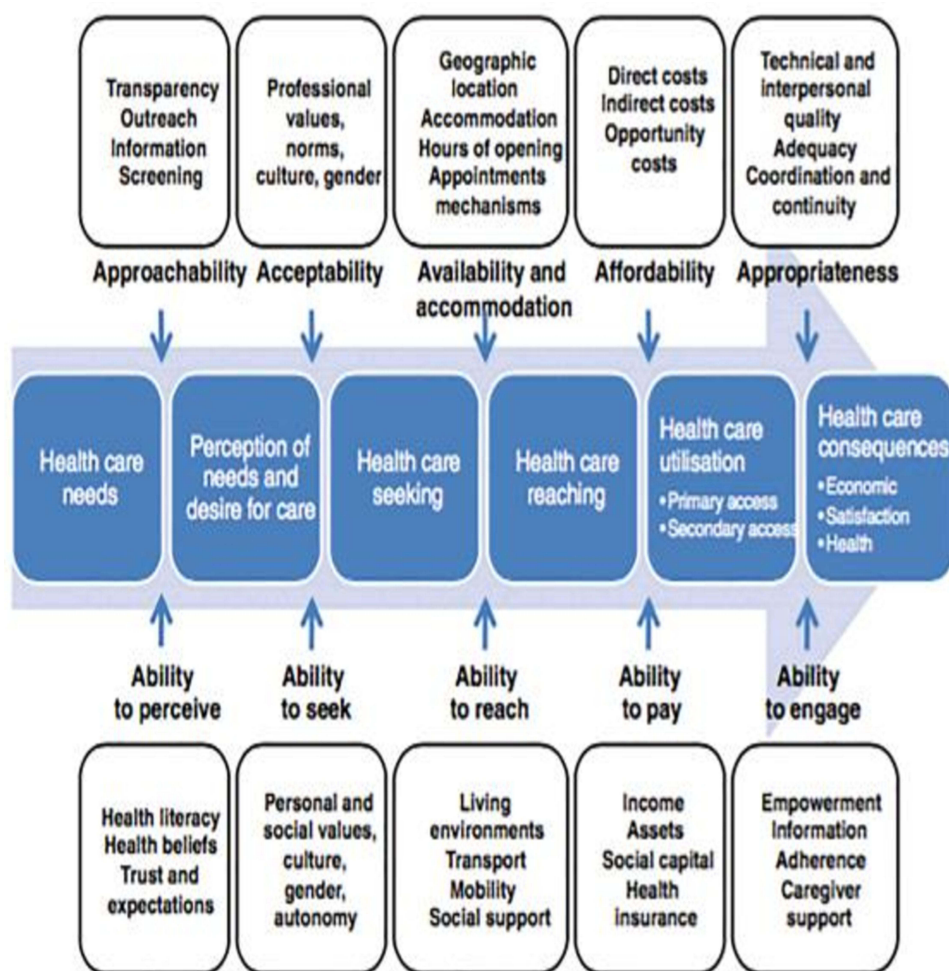 Transparency
Outreach
Information
Screening
Professional
values,
norms,
culture, gender
Geographic
location
Accommodation
Hours of opening
Appointments
mechanisms
Direct costs
Indirect costs
Opportunity
costs
Technical and
interpersonal
quality
Adequacy
Coordination and
continuity
Approachability
Acceptability
Availability and
accommodation
Affordability
Appropriateness
Health care
needs
Perception of
needs and
desire for care
Health care
seeking
Health care
reaching
Health care
utilisation
• Primary access
• Secondary access
Health care
consequences
• Economic
• Satisfaction
• Health
Ability
to perceive
Ability
to seek
Ability
to reach
Ability
to pay
Ability
to engage
Health literacy
Health beliefs
Trust and
expectations
Personal and
social values,
culture,
gender,
autonomy
Living
environments
Transport
Mobility
Social support
Income
Assets
Social capital
Health
insurance
Empowerment
Information
Adherence
Caregiver
support